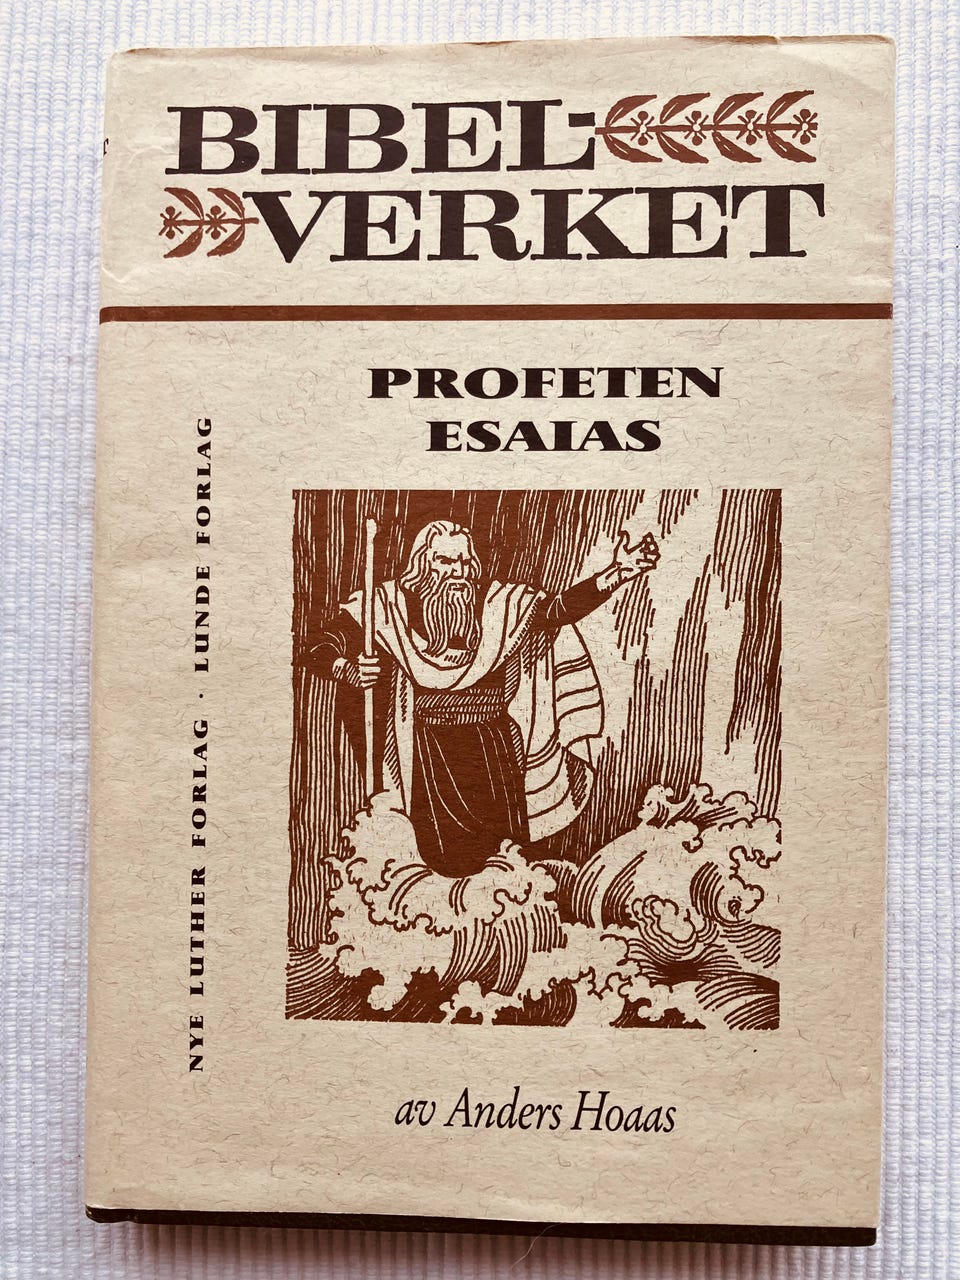 BIBEL-
VERKET
PROFETEN
ESAIAS
NYE LUTHER FORLAG · LUNDE FORLAG
av Anders Hoaas